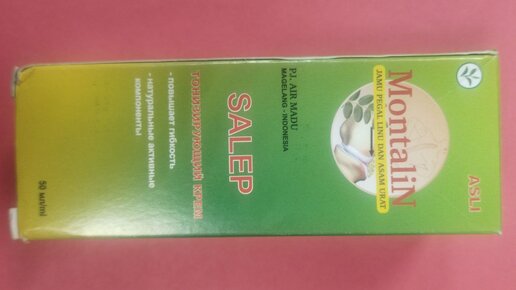 ASLI
MontaliN
JAMU PEGAL LINU DAN ASAM URAT
PJ. AIR MADU
MAGELANG - INDONESIA
SALEP
ТОНИЗИРУЮЩИЙ КРЕМ
- повышает гибкость
- натуральные активные
компоненты
50 мл/ml